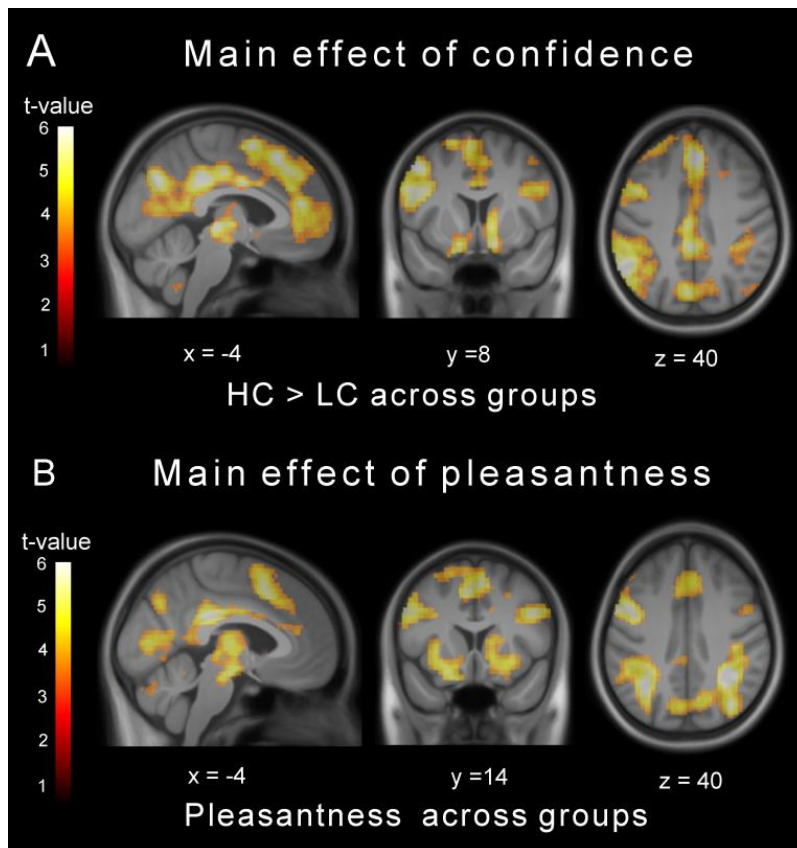 A Main effect of confidence
t-value
6
5
4
3
2
1
x = -4 y =8 z = 40
HC > LC across groups
B Main effect of pleasantness
t-value
6
5
4
3
2
1
x = -4 y =14 z = 40
Pleasantness across groups